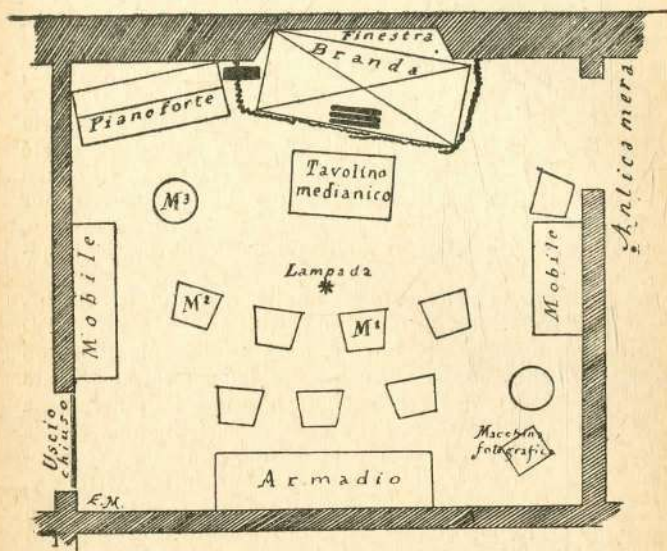 Finestra
Branda
Pianoforte
Tavolino
medianico
Anticamera
M³
Mobile
Mobile
Lampada
M²
M¹
Uscio
chiuso
Macchina
fotografica
Armadio
E.M.